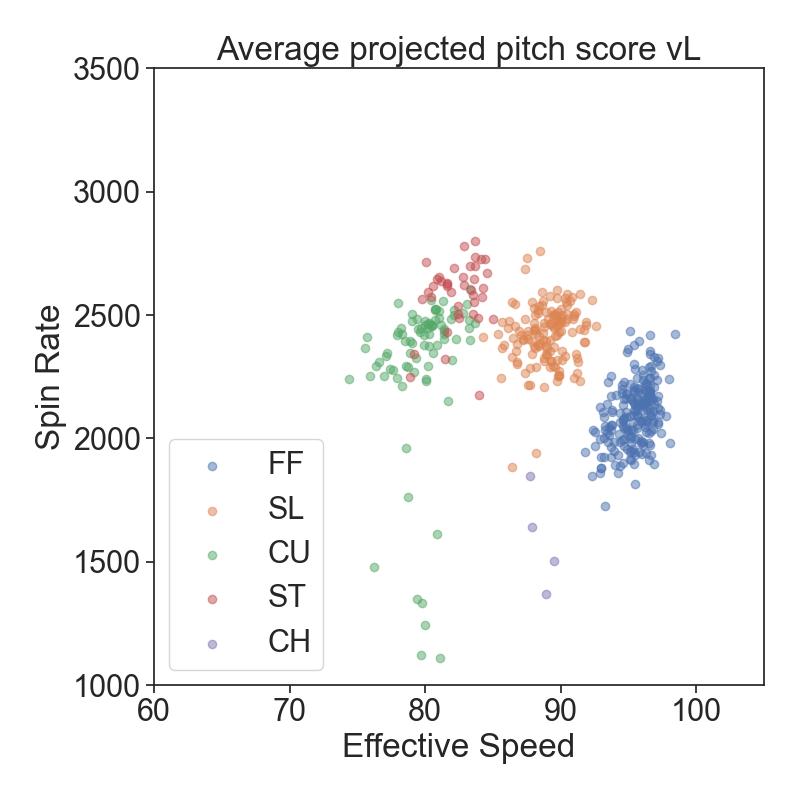 Average projected pitch score vL
3500
3000
2500
2000
1500
1000
Spin Rate
FF
SL
CU
ST
CH
60 70 80 90 100
Effective Speed